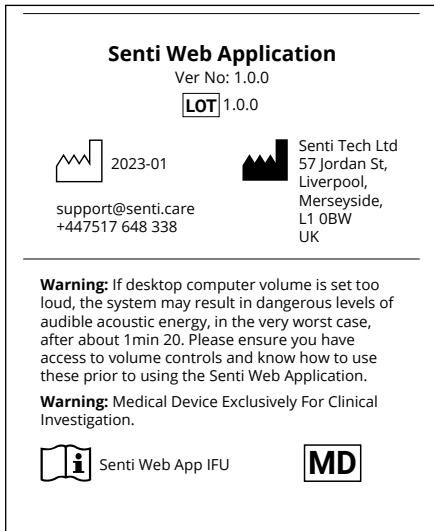 Senti Web Application
Ver No: 1.0.0
LOT 1.0.0
2023-01
support@senti.care
+447517 648 338
Senti Tech Ltd
57 Jordan St,
Liverpool,
Merseyside,
L1 0BW
UK
Warning: If desktop computer volume is set too
loud, the system may result in dangerous levels of
audible acoustic energy, in the very worst case,
after about 1min 20. Please ensure you have
access to volume controls and know how to use
these prior to using the Senti Web Application.
Warning: Medical Device Exclusively For Clinical
Investigation.
i Senti Web App IFU
MD